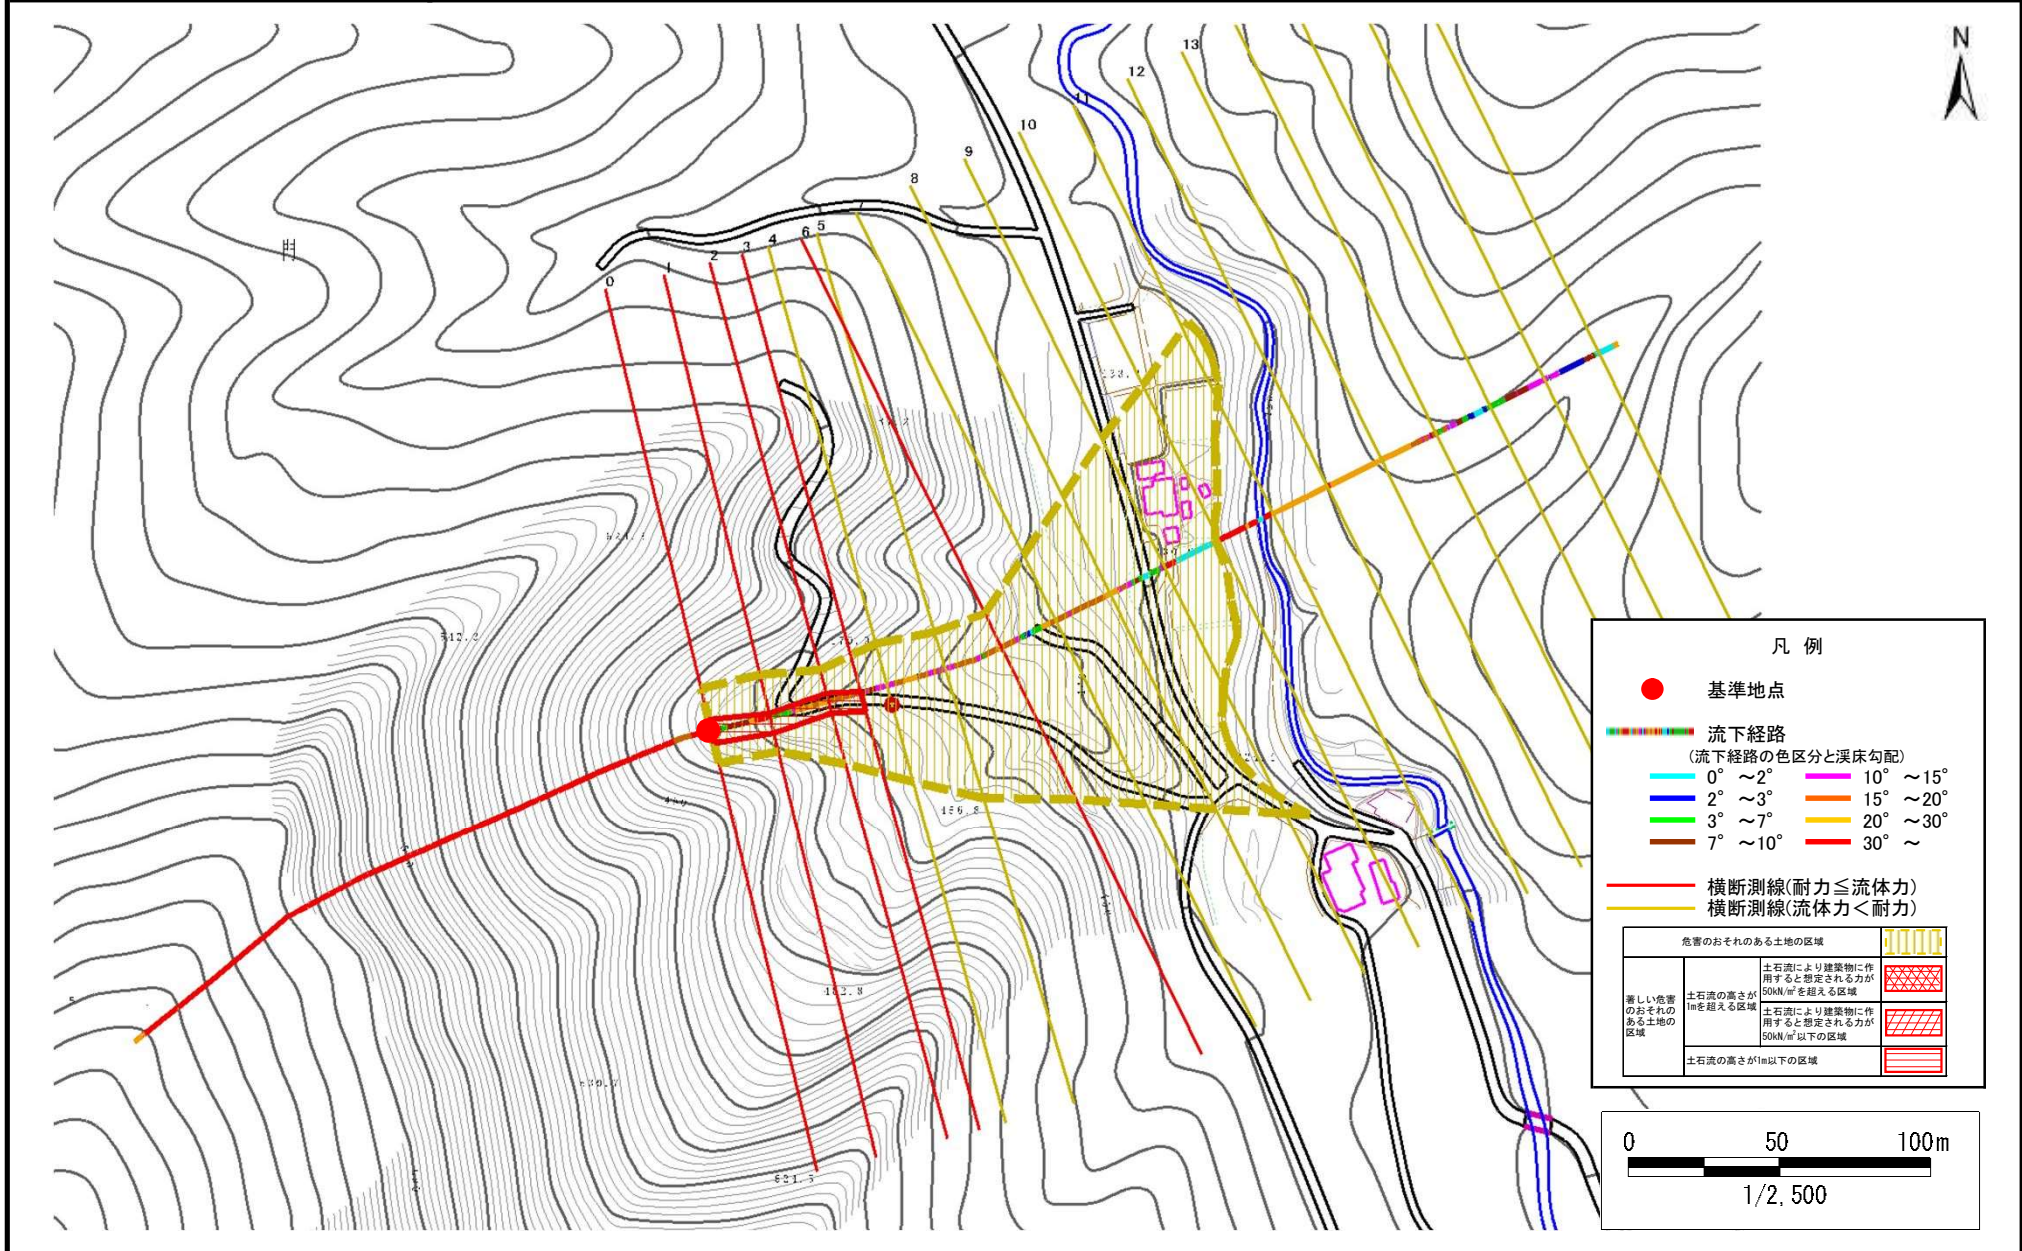 N
13
12
11
10
9
8
7
6
5
4
3
2
1
0
凡 例
基準地点
流下経路
(流下経路の色区分と渓床勾配)
0° ～2°
10° ～15°
2° ～3°
15° ～20°
3° ～7°
20° ～30°
7° ～10°
30° ～
横断測線(耐力≦流体力)
横断測線(流体力＜耐力)
危害のおそれのある土地の区域
著しい危害
のおそれの
ある土地の
区域
土石流の高さが
1mを超える区域
土石流により建築物に作
用すると想定される力が
50kN/㎡を超える区域
土石流により建築物に作
用すると想定される力が
50kN/㎡以下の区域
土石流の高さが1m以下の区域
0 50 100m
1/2,500